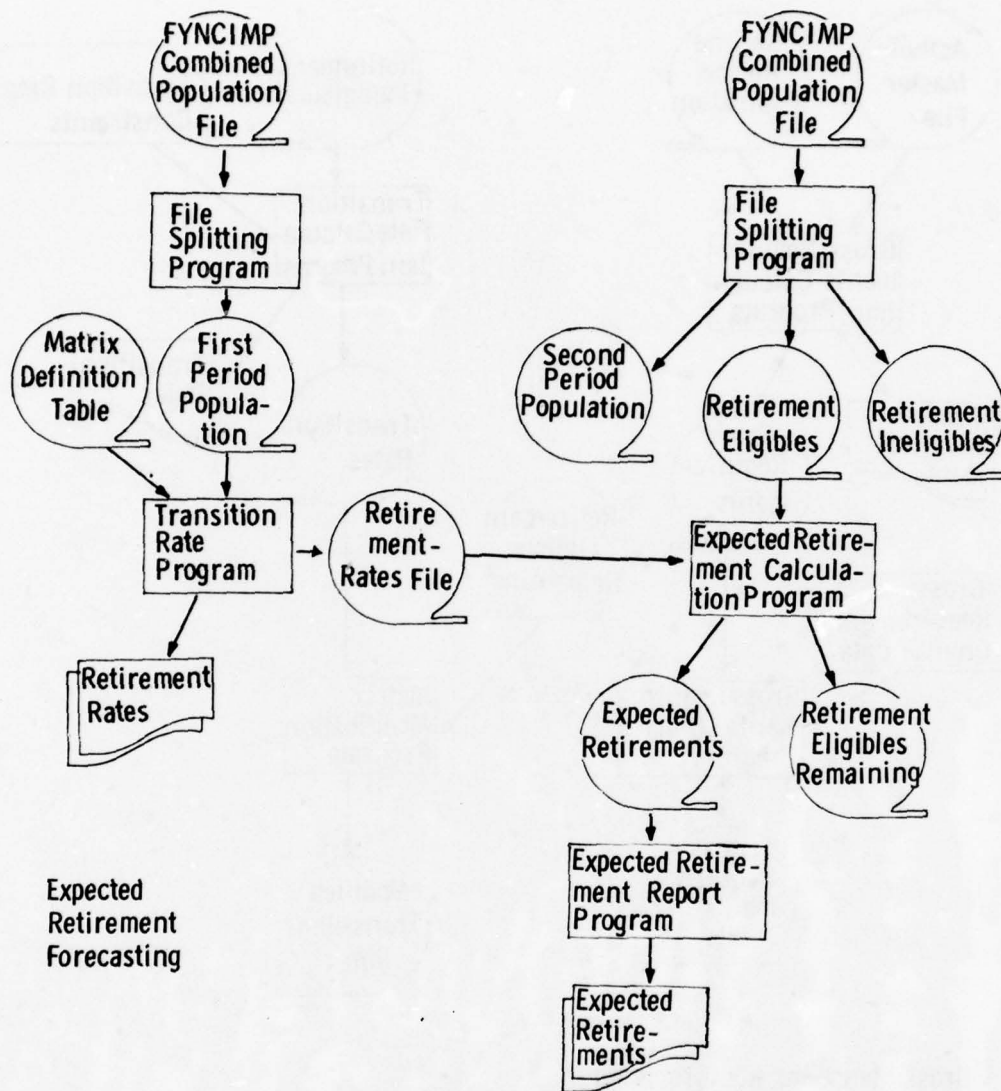 FYNCIMP
Combined
Population
File
FYNCIMP
Combined
Population
File
File
Splitting
Program
File
Splitting
Program
Matrix
Definition
Table
First
Period
Popula-
tion
Second
Period
Population
Retirement
Eligibles
Retirement
Ineligibles
Transition
Rate
Program
Retire
ment-
Rates File
Expected Retire-
ment Calcula-
tion Program
Retirement
Rates
Expected
Retirements
Retirement
Eligibles
Remaining
Expected Retire-
ment Report
Program
Expected
Retirement
Forecasting
Expected
Retire-
ments